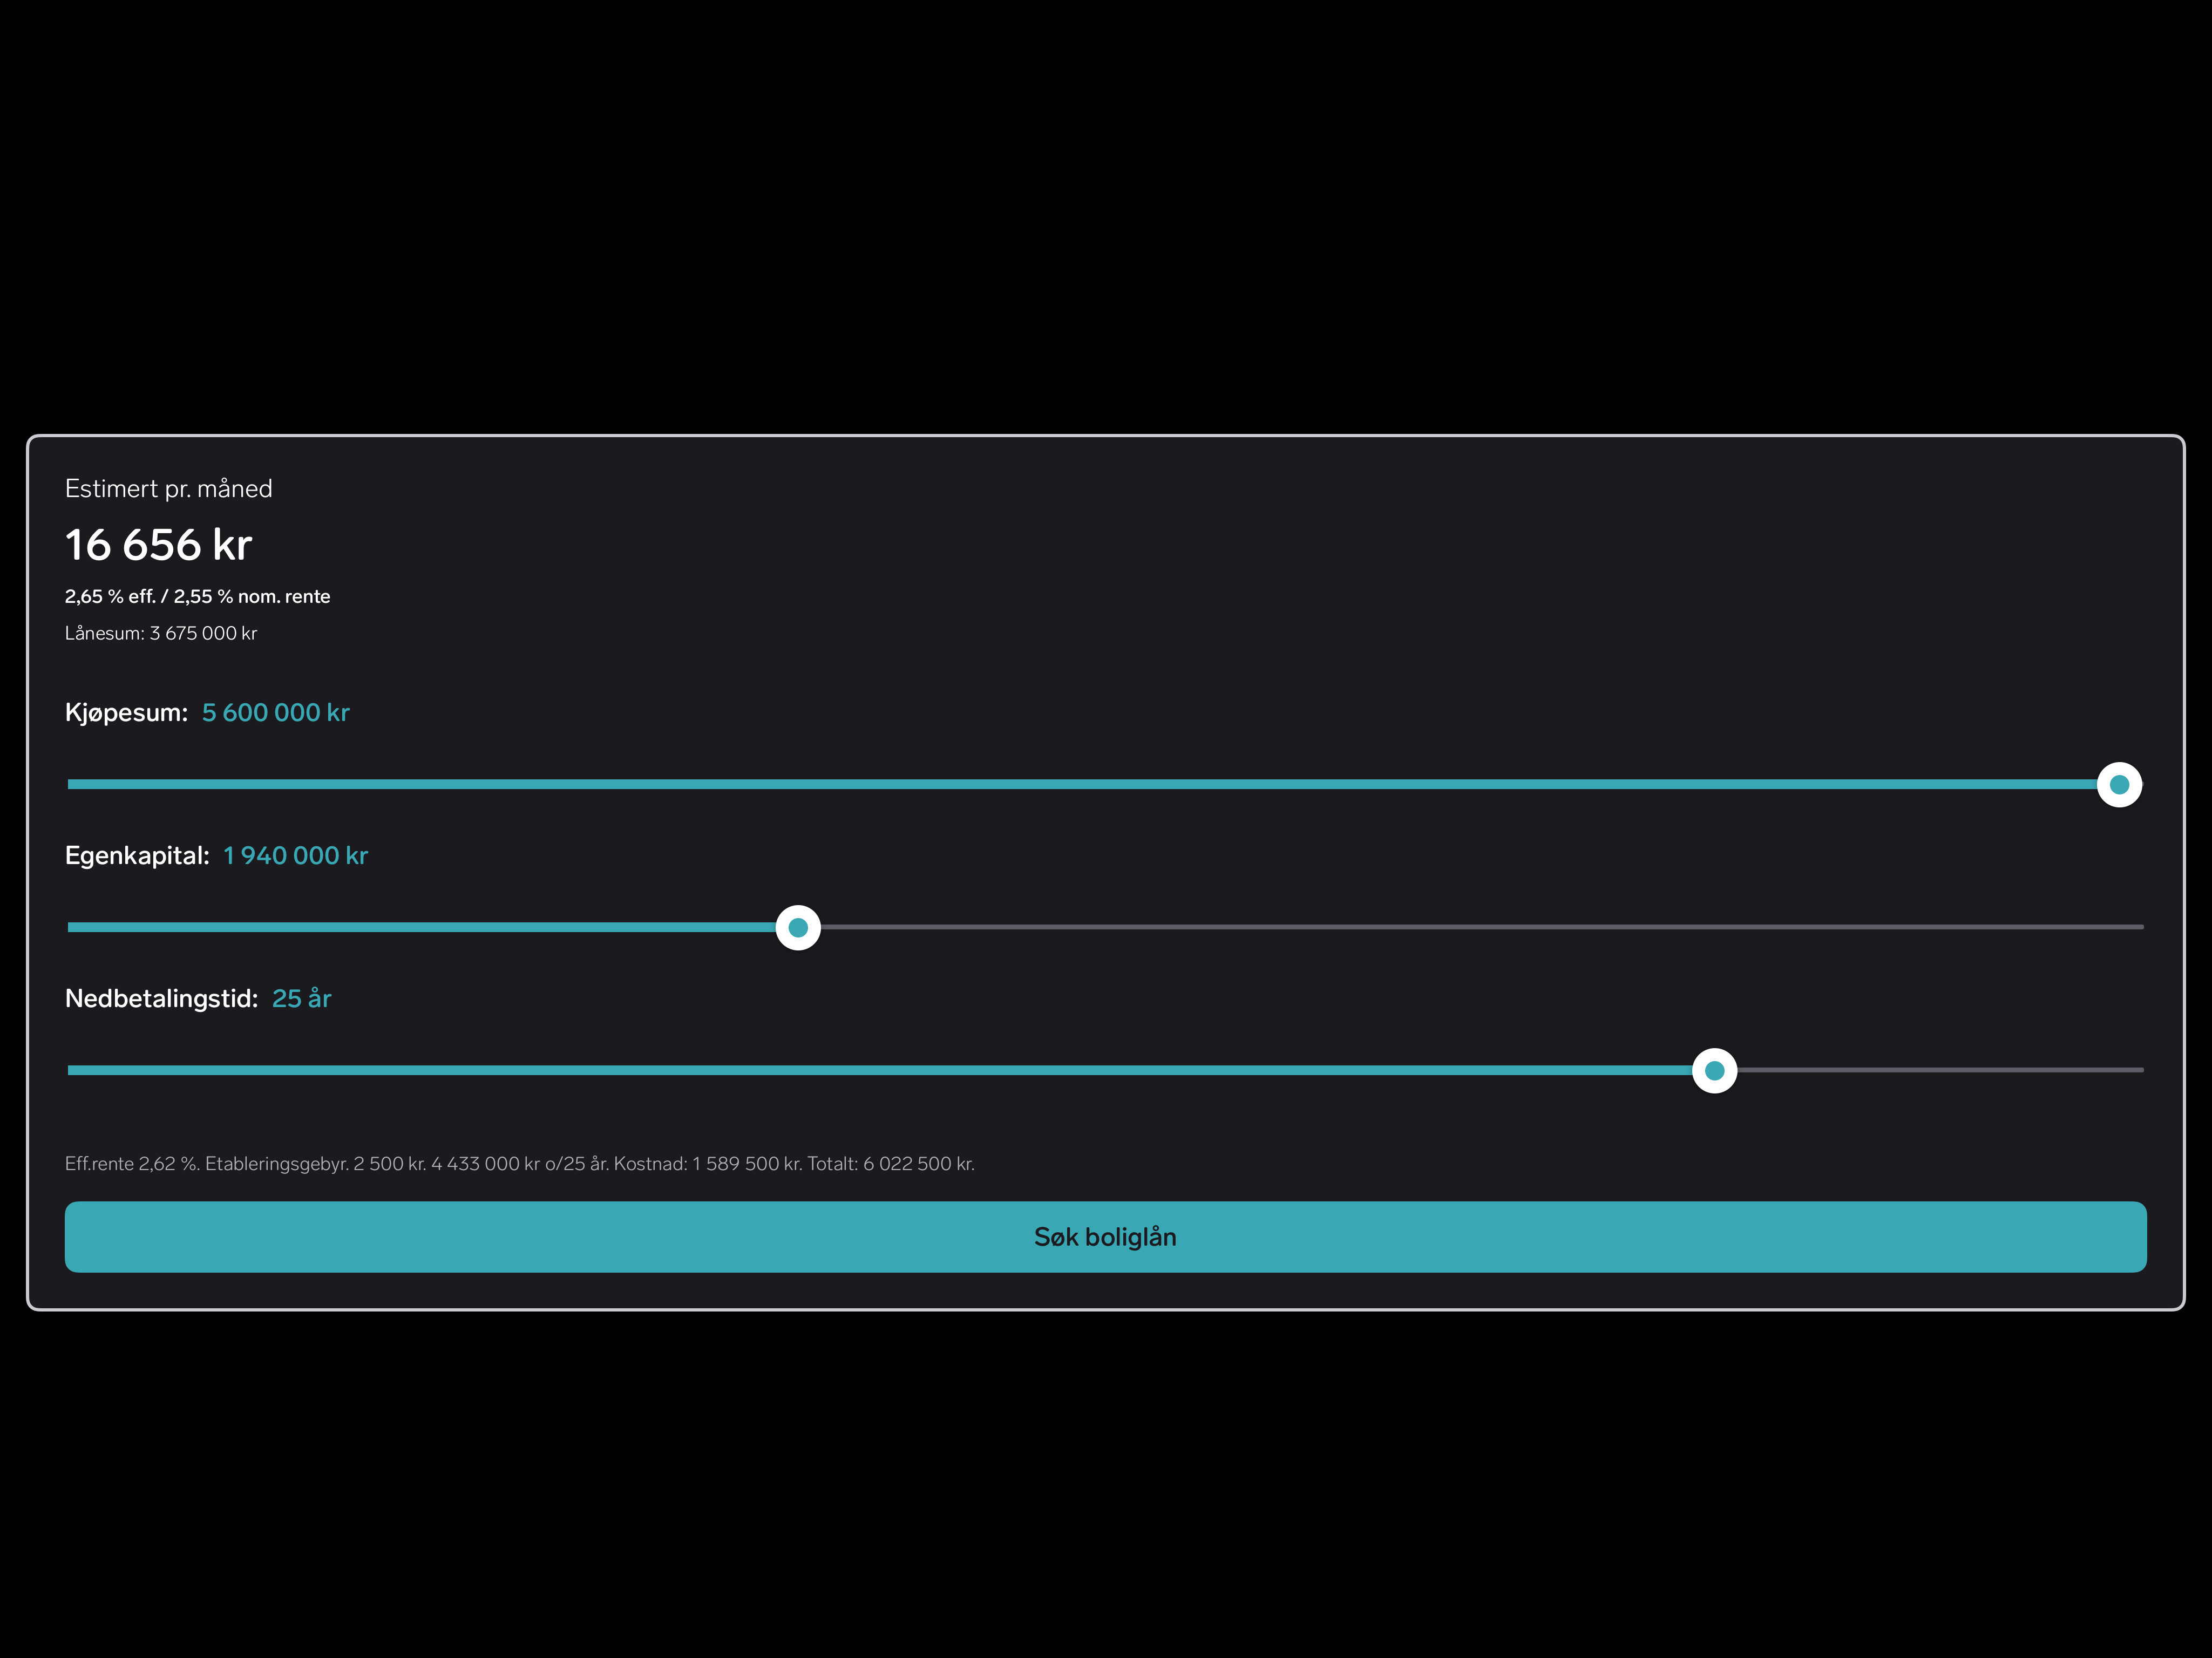 Estimert pr. måned
16 656 kr
2,65 % eff. / 2,55 % nom. rente
Lånesum: 3 675 000 kr
Kjøpesum: 5 600 000 kr
Egenkapital: 1 940 000 kr
Nedbetalingstid: 25 år
Eff.rente 2,62 %. Etableringsgebyr. 2 500 kr. 4 433 000 kr o/25 år. Kostnad: 1 589 500 kr. Totalt: 6 022 500 kr.
Søk boliglån